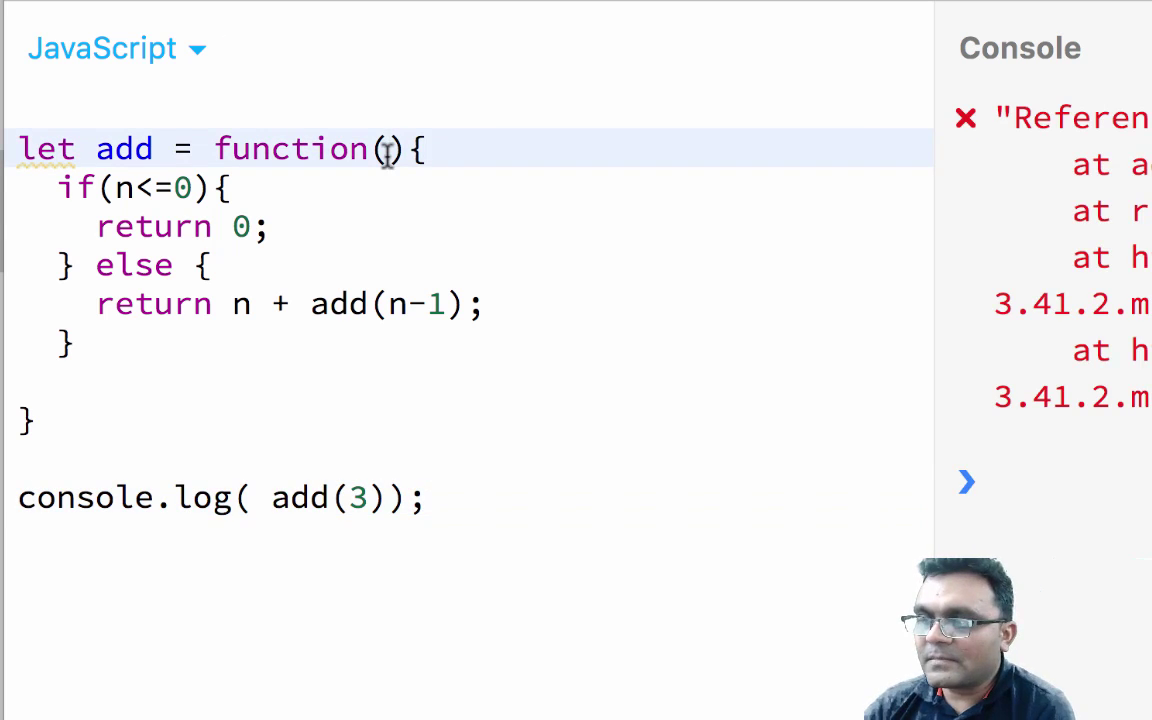 JavaScript
Console
let add = function(){
if(n<=0){
return 0;
} else {
return n + add(n-1);
}
}
console.log( add(3));
"Referen
at a
at r
at h
3.41.2.m
at h
3.41.2.m